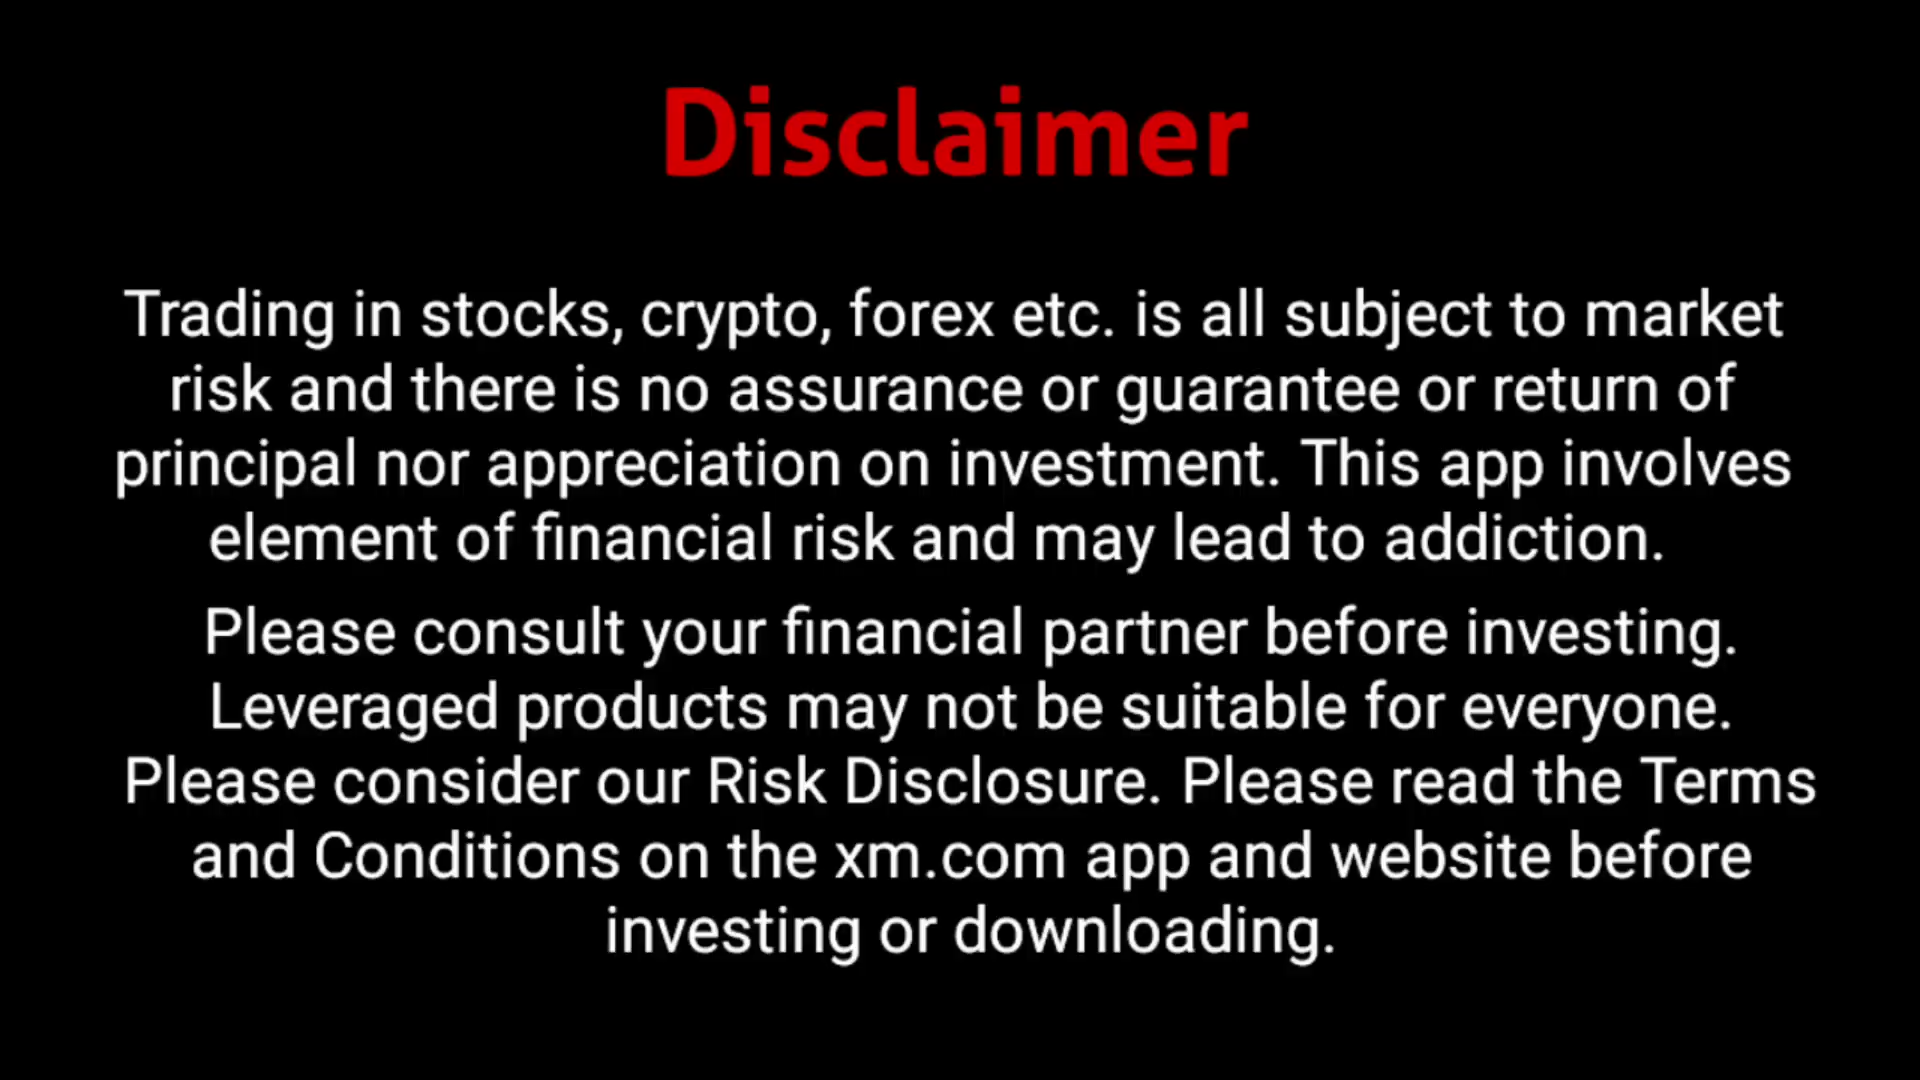 Disclaimer
Trading in stocks, crypto, forex etc. is all subject to market
risk and there is no assurance or guarantee or return of
principal nor appreciation on investment. This app involves
element of financial risk and may lead to addiction.
Please consult your financial partner before investing.
Leveraged products may not be suitable for everyone.
Please consider our Risk Disclosure. Please read the Terms
and Conditions on the xm.com app and website before
investing or downloading.